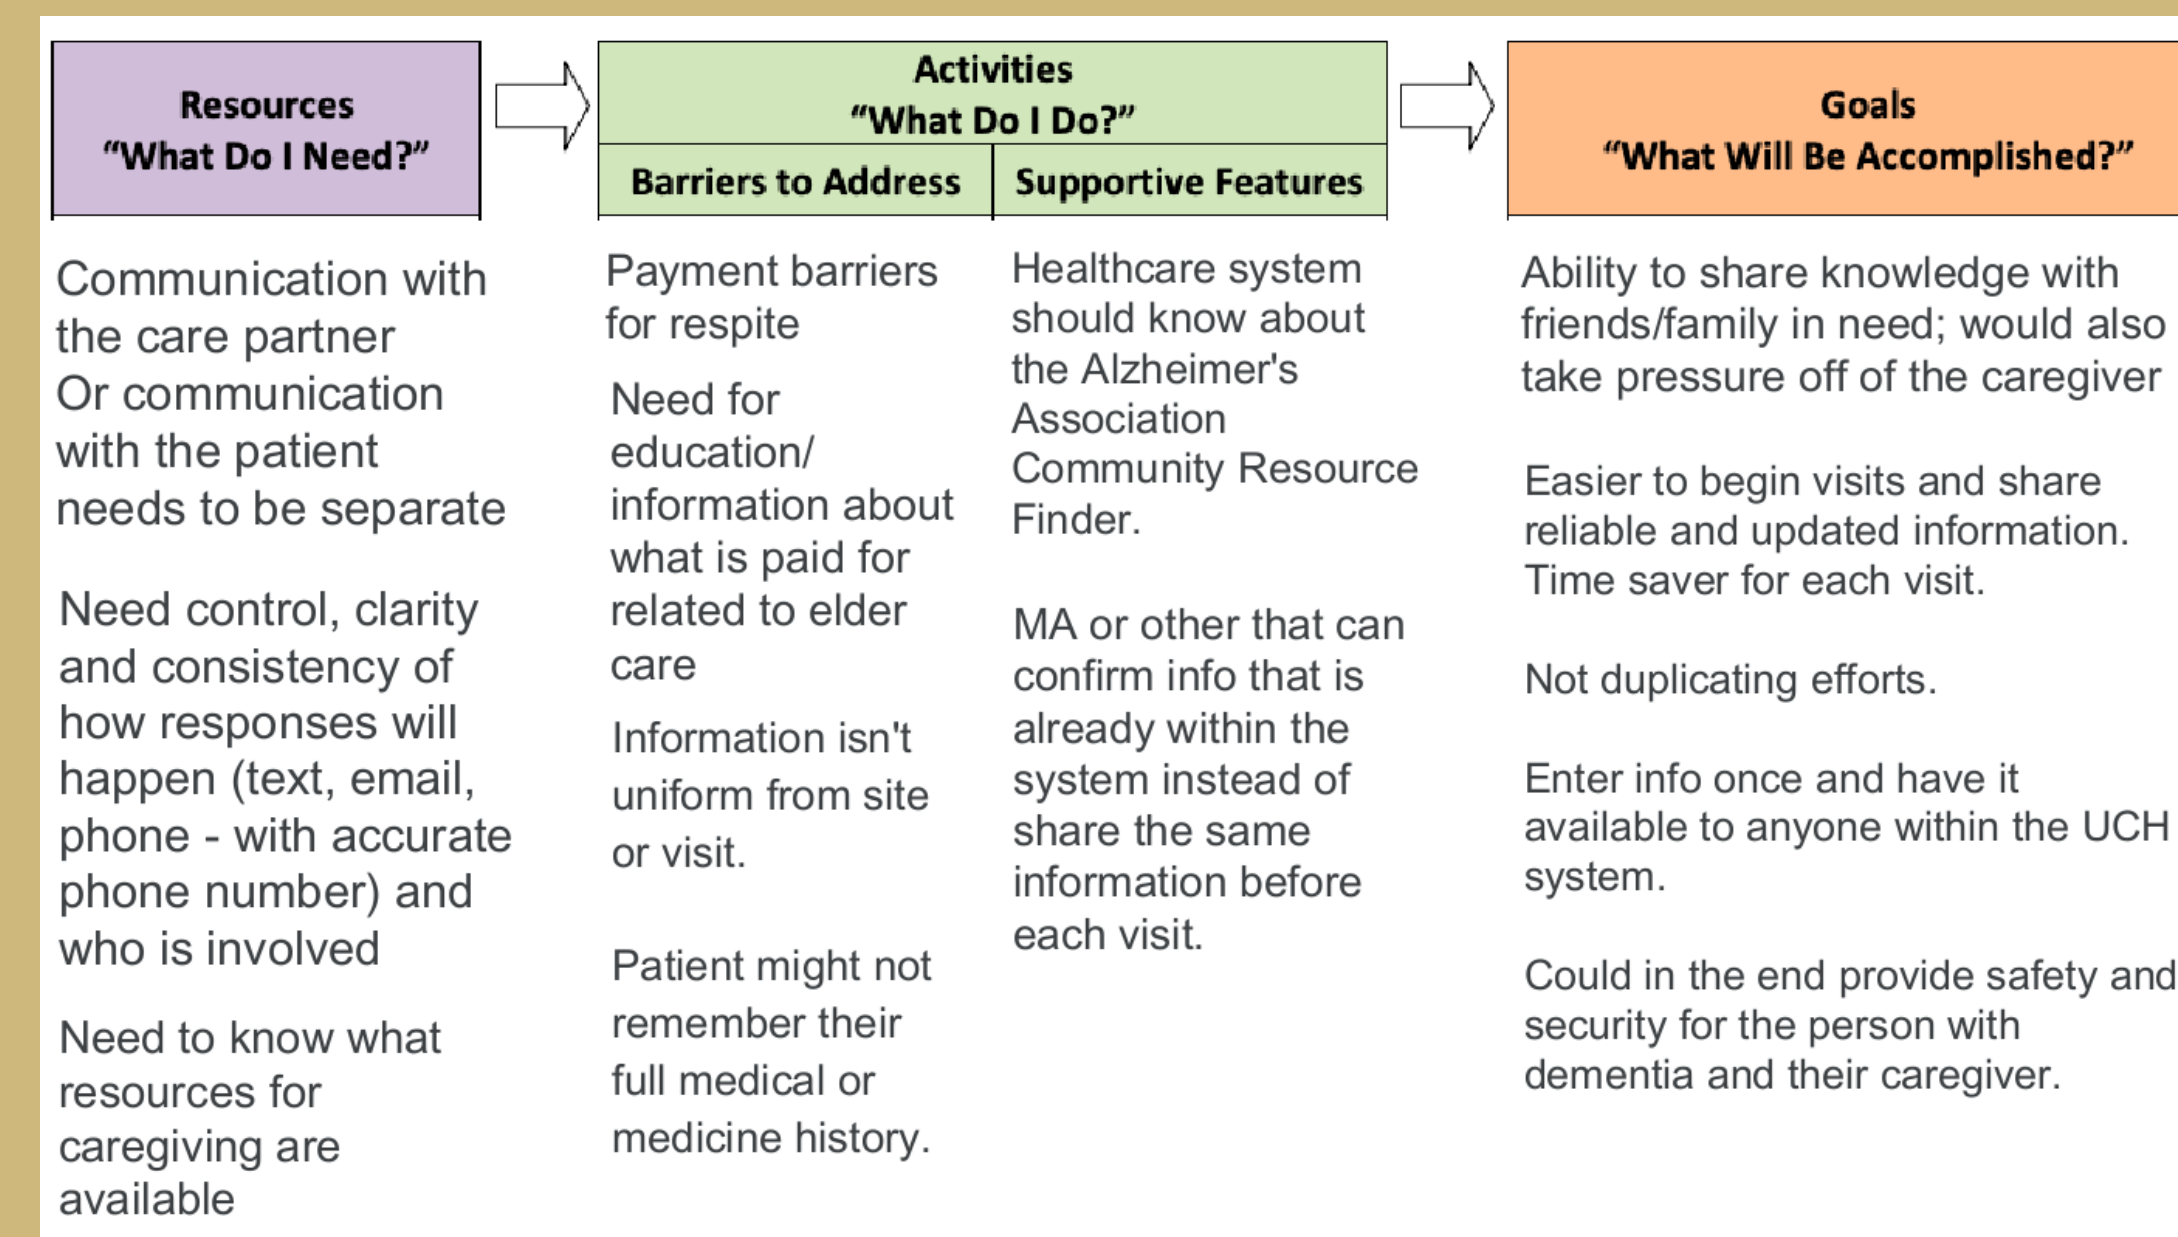 Resources
“What Do I Need?”
Activities
“What Do I Do?”
Barriers to Address
Supportive Features
Goals
“What Will Be Accomplished?”
Communication with
the care partner
Or communication
with the patient
needs to be separate
Need control, clarity
and consistency of
how responses will
happen (text, email,
phone - with accurate
phone number) and
who is involved
Need to know what
resources for
caregiving are
available
Payment barriers
for respite
Need for
education/
information about
what is paid for
related to elder
care
Information isn't
uniform from site
or visit.
Patient might not
remember their
full medical or
medicine history.
Healthcare system
should know about
the Alzheimer's
Association
Community Resource
Finder.
MA or other that can
confirm info that is
already within the
system instead of
share the same
information before
each visit.
Ability to share knowledge with
friends/family in need; would also
take pressure off of the caregiver
Easier to begin visits and share
reliable and updated information.
Time saver for each visit.
Not duplicating efforts.
Enter info once and have it
available to anyone within the UCH
system.
Could in the end provide safety and
security for the person with
dementia and their caregiver.